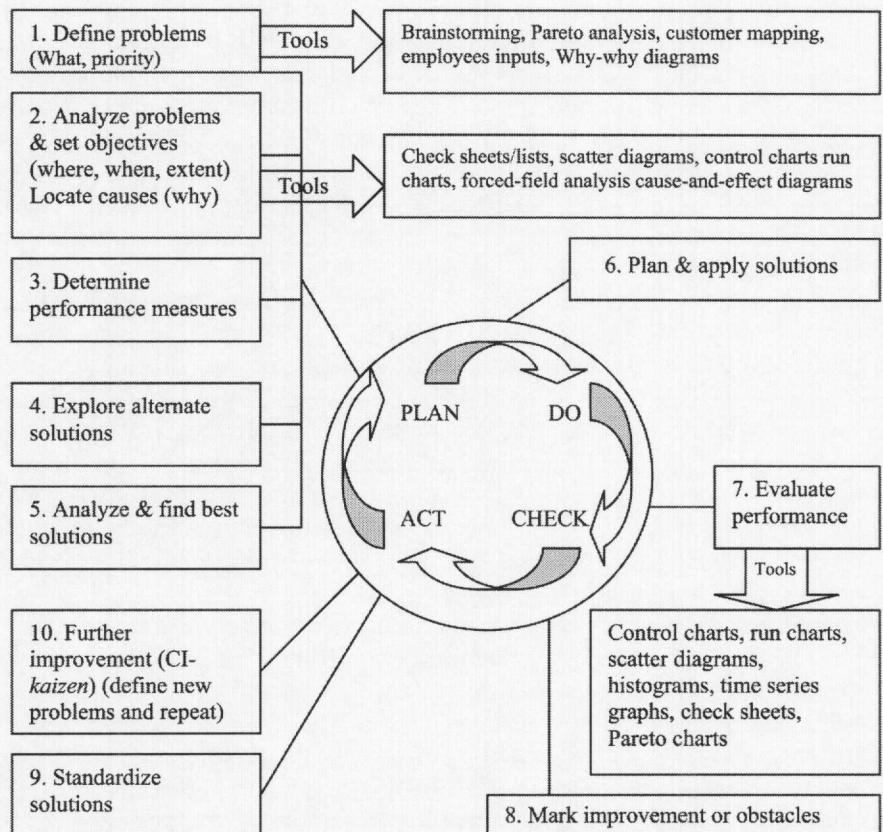 1. Define problems
(What, priority)
Tools
Brainstorming, Pareto analysis, customer mapping,
employees inputs, Why-why diagrams
2. Analyze problems
& set objectives
(where, when, extent)
Locate causes (why)
Tools
Check sheets/lists, scatter diagrams, control charts run
charts, forced-field analysis cause-and-effect diagrams
3. Determine
performance measures
4. Explore alternate
solutions
5. Analyze & find best
solutions
6. Plan & apply solutions
PLAN
DO
ACT
CHECK
7. Evaluate
performance
Tools
Control charts, run charts,
scatter diagrams,
histograms, time series
graphs, check sheets,
Pareto charts
10. Further
improvement (CI-
kaizen) (define new
problems and repeat)
9. Standardize
solutions
8. Mark improvement or obstacles